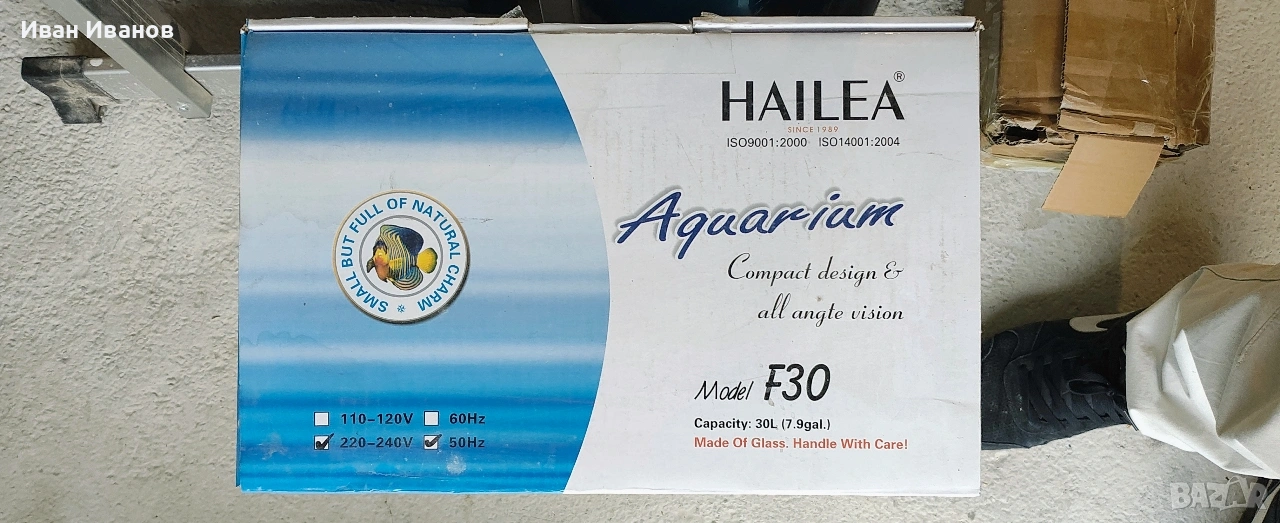 Иван Иванов
HAILEA®
SINCE 1989
ISO9001:2000 ISO14001:2004
Aquarium
Compact design &
all angte vision
SMALL BUT FULL OF NATURAL CHARM
Model F30
Capacity: 30L (7.9gal.)
Made Of Glass. Handle With Care!
110-120V 60Hz
220-240V 50Hz
BAZAR